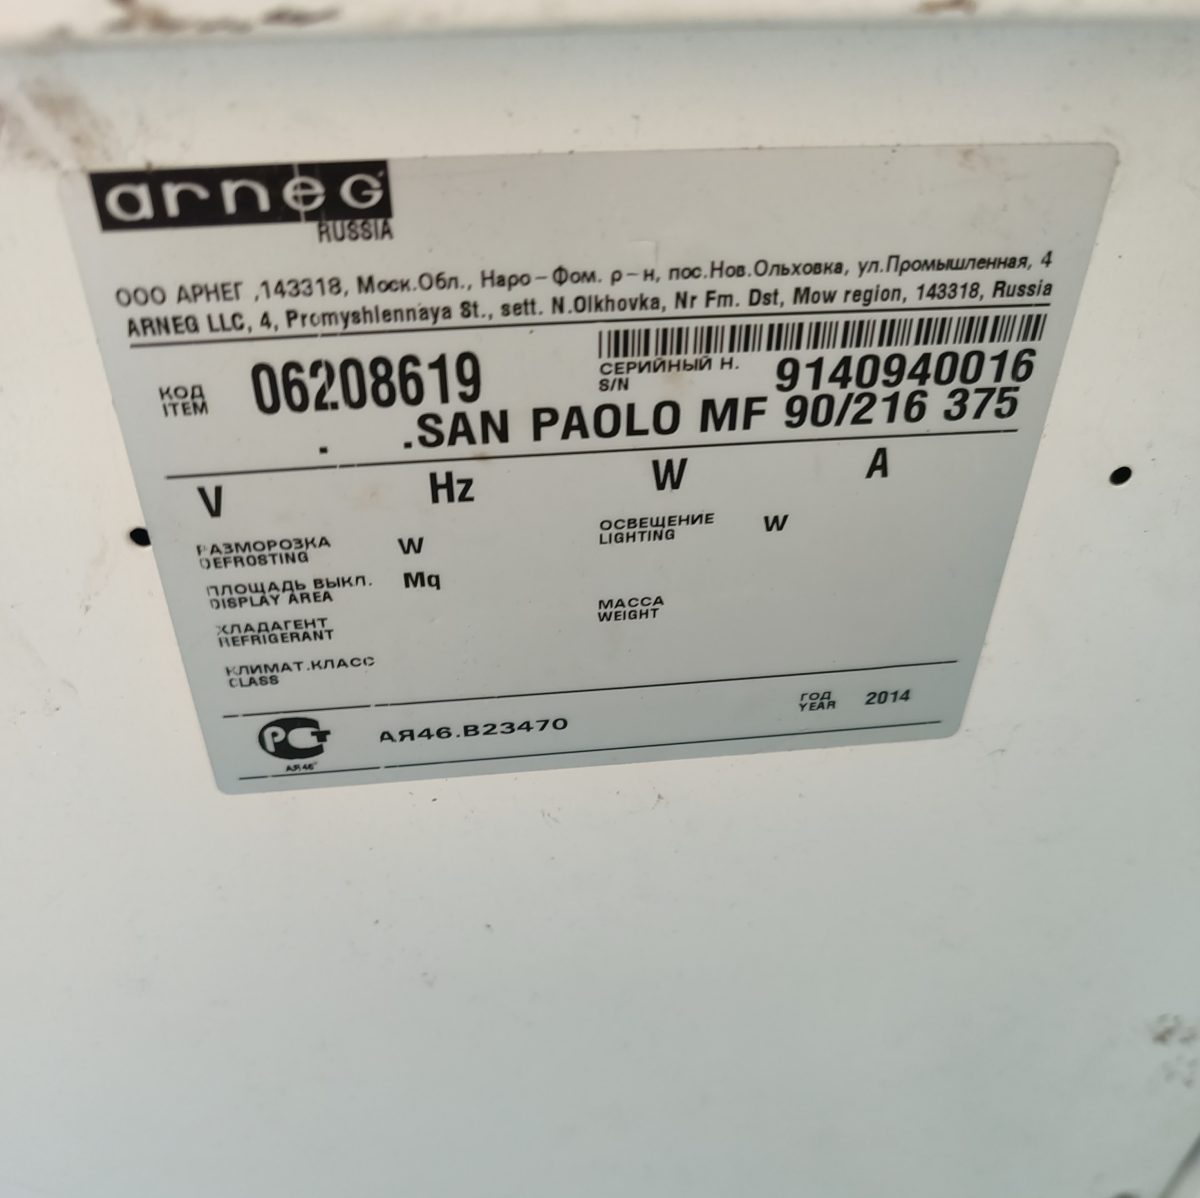 arneg
RUSSIA
ООО АРНЕГ ,143318, Моск.Обл., Наро-Фом. р-н, пос.Нов.Ольховка, ул.Промышленная, 4
ARNEG LLC, 4, Promyshlennaya St., sett. N.Olkhovka, Nr Fm. Dst, Mow region, 143318, Russia
КОД
ITEM
06208619
СЕРИЙНЫЙ Н.
S/N
9140940016
. .SAN PAOLO MF 90/216 375
V Hz W A
РАЗМОРОЗКА
DEFROSTING
W
ОСВЕЩЕНИЕ
LIGHTING
W
ПЛОЩАДЬ ВЫКЛ.
DISPLAY AREA
Mq
ХЛАДАГЕНТ
REFRIGERANT
МАССА
WEIGHT
КЛИМАТ.КЛАСС
CLASS
РСТ
АЯ46
АЯ46.В23470
ГОД
YEAR
2014